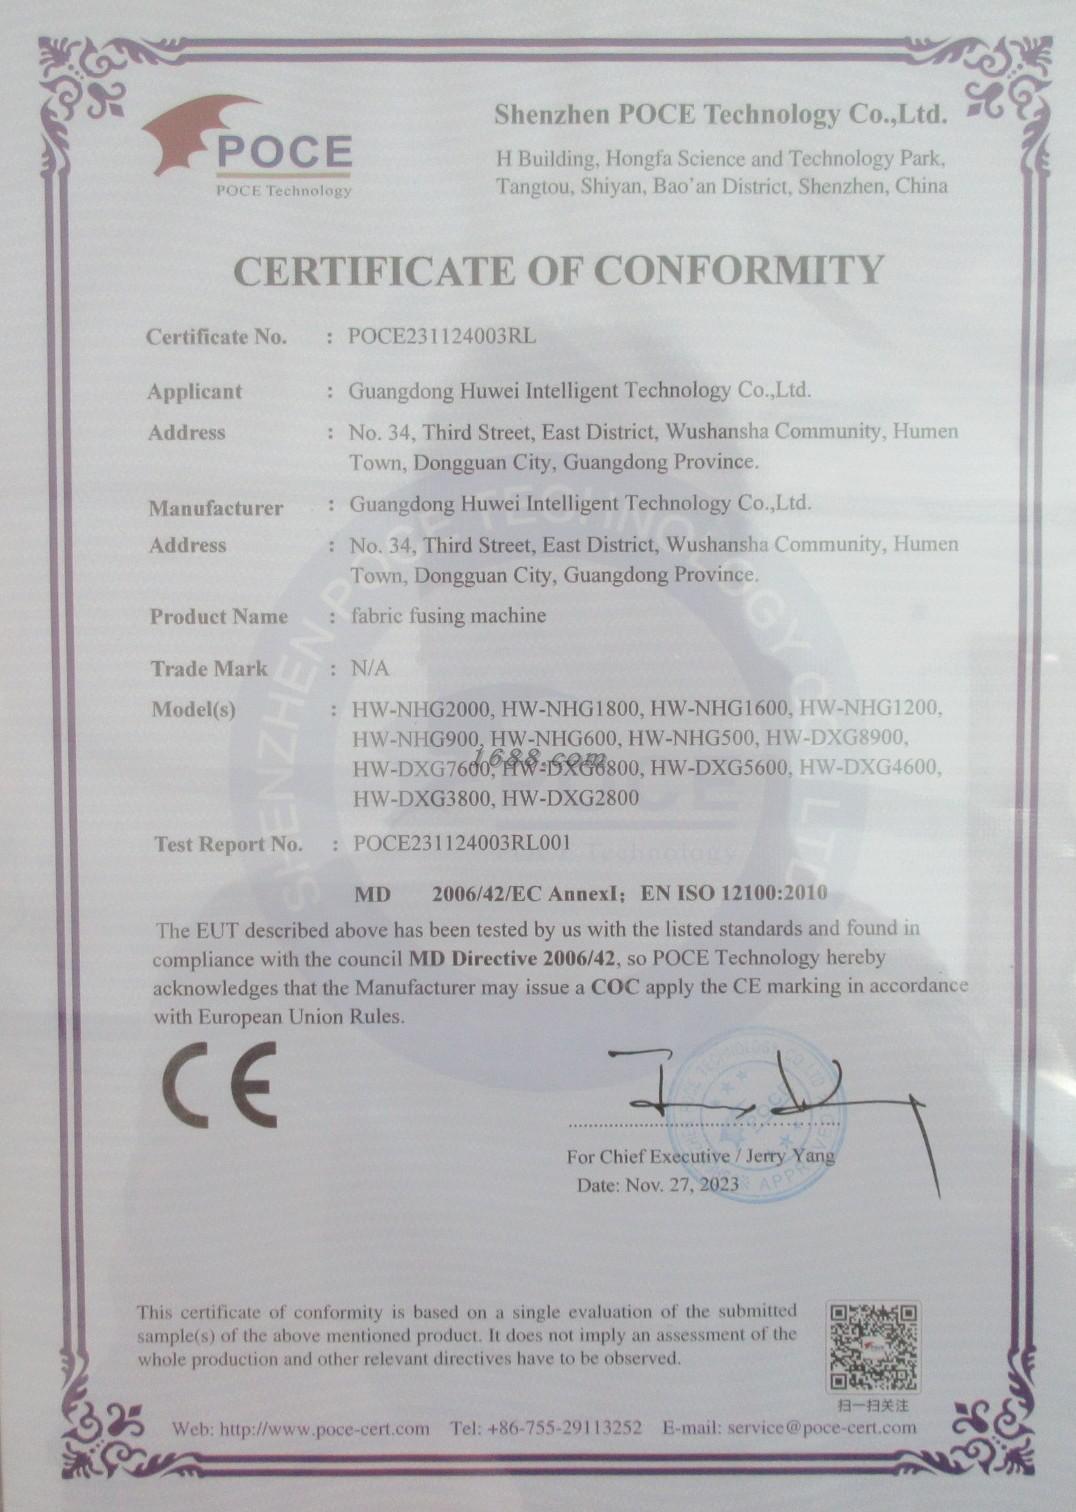 POCE
POCE Technology
Shenzhen POCE Technology Co.,Ltd.
H Building, Hongfa Science and Technology Park,
Tangtou, Shiyan, Bao'an District, Shenzhen, China
CERTIFICATE OF CONFORMITY
Certificate No. : POCE231124003RL
Applicant : Guangdong Huwei Intelligent Technology Co.,Ltd.
Address : No. 34, Third Street, East District, Wushansha Community, Humen
Town, Dongguan City, Guangdong Province.
Manufacturer : Guangdong Huwei Intelligent Technology Co.,Ltd.
Address : No. 34, Third Street, East District, Wushansha Community, Humen
Town, Dongguan City, Guangdong Province.
Product Name : fabric fusing machine
Trade Mark : N/A
Model(s) : HW-NHG2000, HW-NHG1800, HW-NHG1600, HW-NHG1200,
HW-NHG900, HW-NHG600, HW-NHG500, HW-DXG8900,
1688.com
HW-DXG7600, HW-DXG6800, HW-DXG5600, HW-DXG4600,
HW-DXG3800, HW-DXG2800
Test Report No. : POCE231124003RL001
SHENZHEN POCE TECHNOLOGY CO., LTD
MD 2006/42/EC AnnexI; EN ISO 12100:2010
The EUT described above has been tested by us with the listed standards and found in
compliance with the council MD Directive 2006/42, so POCE Technology hereby
acknowledges that the Manufacturer may issue a COC apply the CE marking in accordance
with European Union Rules.
CE
For Chief Executive / Jerry Yang
Date: Nov. 27, 2023
This certificate of conformity is based on a single evaluation of the submitted
sample(s) of the above mentioned product. It does not imply an assessment of the
whole production and other relevant directives have to be observed.
扫一扫关注
Web: http://www.poce-cert.com Tel: +86-755-29113252 E-mail: service@poce-cert.com